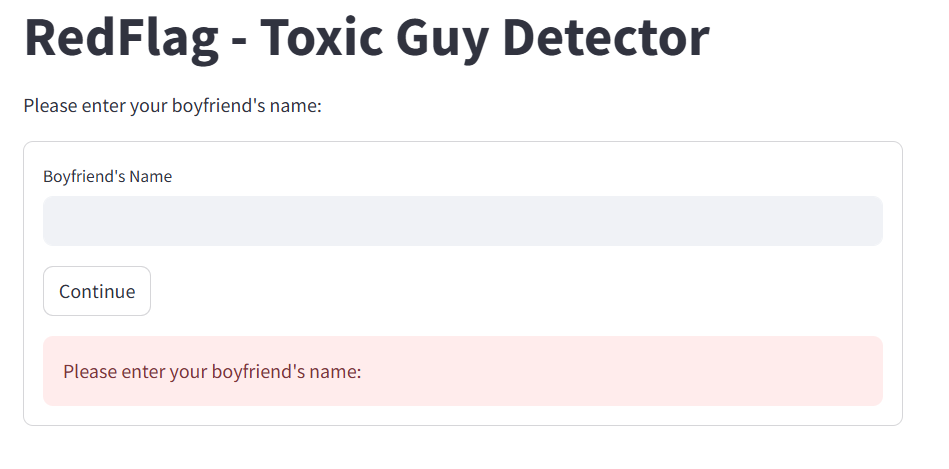 RedFlag - Toxic Guy Detector
Please enter your boyfriend's name:
Boyfriend's Name
Continue
Please enter your boyfriend's name: